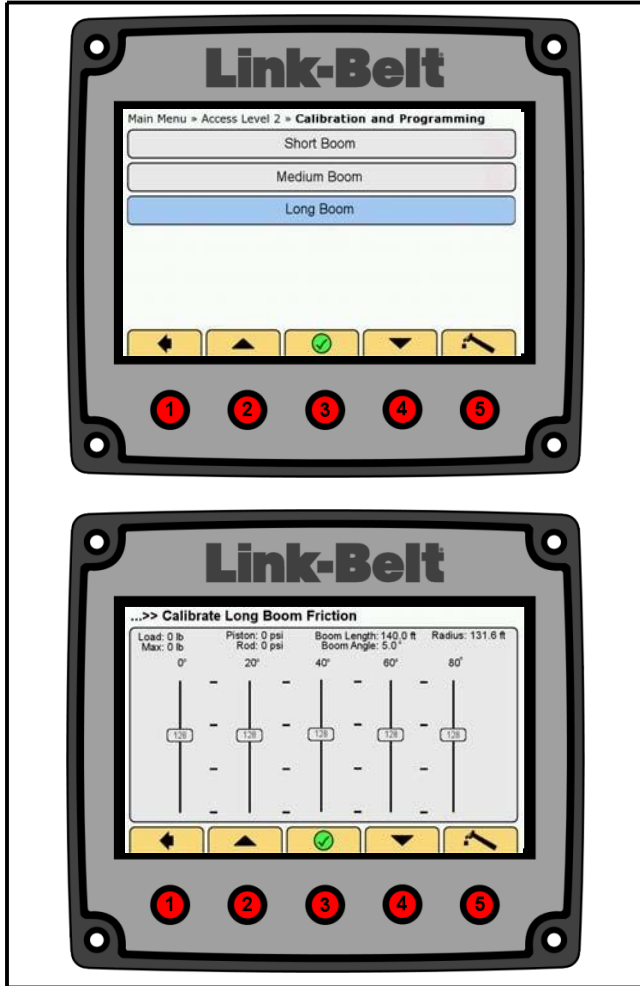 Link-Belt
Main Menu » Access Level 2 » Calibration and Programming
Short Boom
Medium Boom
Long Boom
1 2 3 4 5
Link-Belt
...>> Calibrate Long Boom Friction
Load: 0 lb Piston: 0 psi Boom Length: 140.0 ft Radius: 131.6 ft
Max: 0 lb Rod: 0 psi Boom Angle: 5.0°
0° 20° 40° 60° 80°
128 128 128 128 128
1 2 3 4 5